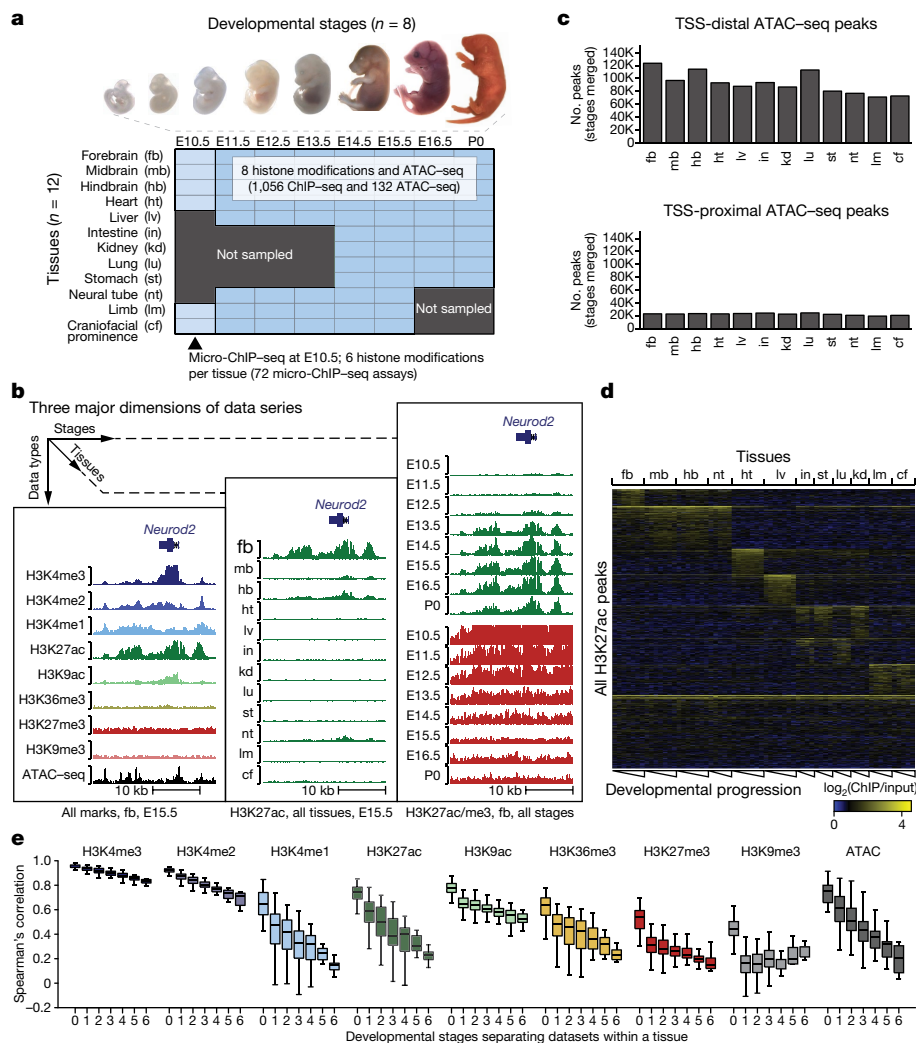 a
Developmental stages (n = 8)
E10.5 E11.5 E12.5 E13.5 E14.5 E15.5 E16.5 P0
Tissues (n = 12)
Forebrain (fb)
Midbrain (mb)
Hindbrain (hb)
Heart (ht)
Liver (lv)
Intestine (in)
Kidney (kd)
Lung (lu)
Stomach (st)
Neural tube (nt)
Limb (lm)
Craniofacial (cf)
prominence
8 histone modifications and ATAC–seq
(1,056 ChIP–seq and 132 ATAC–seq)
Not sampled
Not sampled
Micro-ChIP–seq at E10.5; 6 histone modifications
per tissue (72 micro-ChIP–seq assays)
c
TSS-distal ATAC–seq peaks
No. peaks
(stages merged)
140K
120K
100K
80K
60K
40K
20K
0
fb mb hb ht lv in kd lu st nt lm cf
TSS-proximal ATAC–seq peaks
No. peaks
(stages merged)
140K
120K
100K
80K
60K
40K
20K
0
fb mb hb ht lv in kd lu st nt lm cf
b
Three major dimensions of data series
Stages
Tissues
Data types
Neurod2
H3K4me3
H3K4me2
H3K4me1
H3K27ac
H3K9ac
H3K36me3
H3K27me3
H3K9me3
ATAC–seq
10 kb
All marks, fb, E15.5
Neurod2
fb
mb
hb
ht
lv
in
kd
lu
st
nt
lm
cf
10 kb
H3K27ac, all tissues, E15.5
Neurod2
E10.5
E11.5
E12.5
E13.5
E14.5
E15.5
E16.5
P0
E10.5
E11.5
E12.5
E13.5
E14.5
E15.5
E16.5
P0
10 kb
H3K27ac/me3, fb, all stages
d
Tissues
fb mb hb nt ht lv in st lu kd lm cf
All H3K27ac peaks
Developmental progression
log2(ChIP/input)
0 4
e
H3K4me3 H3K4me2 H3K4me1 H3K27ac H3K9ac H3K36me3 H3K27me3 H3K9me3 ATAC
Spearman's correlation
1.0
0.8
0.6
0.4
0.2
0
–0.2
0 1 2 3 4 5 6 0 1 2 3 4 5 6 0 1 2 3 4 5 6 0 1 2 3 4 5 6 0 1 2 3 4 5 6 0 1 2 3 4 5 6 0 1 2 3 4 5 6 0 1 2 3 4 5 6 0 1 2 3 4 5 6
Developmental stages separating datasets within a tissue